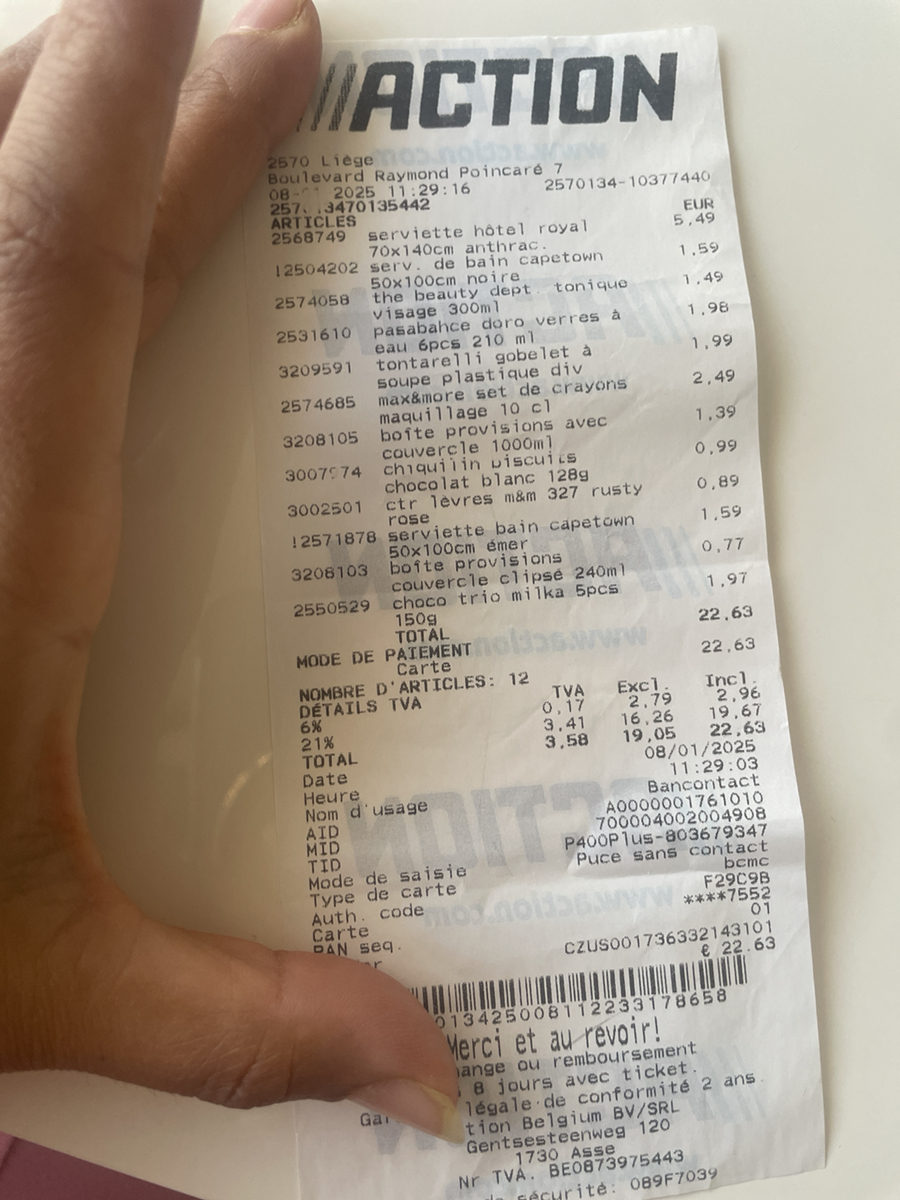 ACTION
2570 Liège
Boulevard Raymond Poincaré 7
2025 11:29:16 2570134-10377440
3470135442
ARTICLES EUR
2568749 serviette hôtel royal 5,49
70x140cm anthrac.
12504202 serv. de bain capetown 1,59
50x100cm noire
2574058 the beauty dept. tonique 1,49
visage 300ml
2531610 pasabahce doro verres à 1,98
eau 6pcs 210 ml
3209591 tontarelli gobelet à 1,99
soupe plastique div
2574685 max&more set de crayons 2,49
maquillage 10 cl
3208105 boîte provisions avec 1,39
couvercle 1000ml
chiquilin biscuits 0,99
chocolat blanc 128g
3002501 ctr lèvres m&m 327 rusty 0,89
rose
12571878 serviette bain capetown 1,59
50x100cm émer
3208103 boîte provisions 0,77
couvercle clipsé 240ml
2550529 choco trio milka 5pcs 1,97
150g
TOTAL 22,63
MODE DE PAIEMENT
Carte 22,63
NOMBRE D'ARTICLES: 12
DÉTAILS TVA TVA Excl. Incl.
6% 0,17 2,79 2,96
21% 3,41 16,26 19,67
TOTAL 3,58 19,05 22,63
Date 08/01/2025
Heure 11:29:03
Nom d'usage Bancontact
AID A0000001761010
MID 700004002004908
TID P400Plus-803679347
Mode de saisie Puce sans contact
Type de carte bcmc
Auth. code F29C9B
Carte ****7552
PAN seq. 01
CZUS001736332143101
€ 22.63
013425008112233178658
Merci et au revoir!
ange ou remboursement
8 jours avec ticket.
légale de conformité 2 ans.
tion Belgium BV/SRL
Gentsesteenweg 120
1730 Asse
Nr TVA. BE0873975443
sécurité: 089F7039